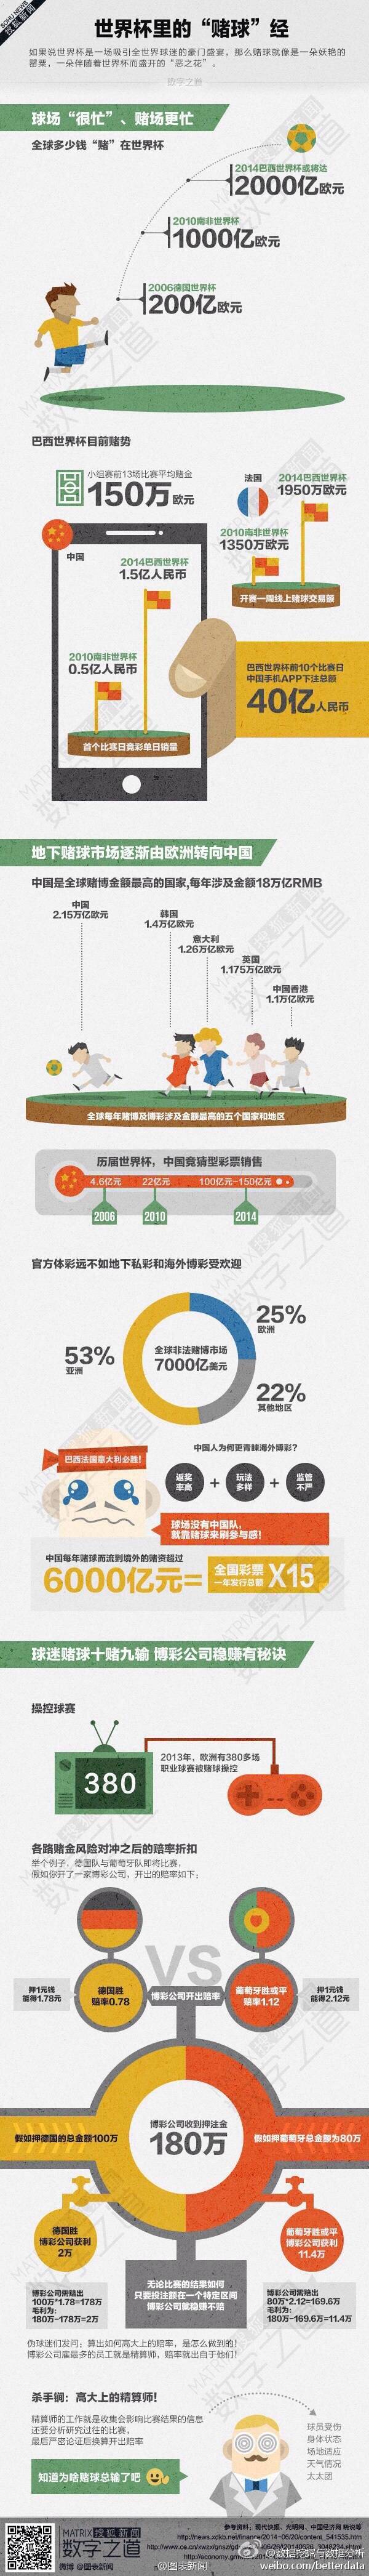 SOHU NEWS
搜狐新闻
世界杯里的“赌球”经
如果说世界杯是一场吸引全世界球迷的豪门盛宴，那么赌球就像是一朵妖艳的
罂粟，一朵伴随着世界杯而盛开的“恶之花”。
数字之道
球场“很忙”、赌场更忙
全球多少钱“赌”在世界杯
2014巴西世界杯或将达
2000亿欧元
2010南非世界杯
1000亿欧元
2006德国世界杯
200亿欧元
巴西世界杯目前赌势
小组赛前13场比赛平均赌金
150万欧元
法国
2014巴西世界杯
1950万欧元
2010南非世界杯
1350万欧元
开赛一周线上赌球交易额
中国
2014巴西世界杯
1.5亿人民币
2010南非世界杯
0.5亿人民币
首个比赛日竞彩单日销量
巴西世界杯前10个比赛日
中国手机APP下注总额
40亿人民币
地下赌球市场逐渐由欧洲转向中国
中国是全球赌博金额最高的国家,每年涉及金额18万亿RMB
中国
2.15万亿欧元
韩国
1.4万亿欧元
意大利
1.26万亿欧元
英国
1.175万亿欧元
中国香港
1.1万亿欧元
全球每年赌博及博彩涉及金额最高的五个国家和地区
历届世界杯，中国竞猜型彩票销售
4.6亿元
22亿元
100亿元-150亿元
2006
2010
2014
官方体彩远不如地下私彩和海外博彩受欢迎
全球非法赌博市场
7000亿美元
25%
欧洲
53%
亚洲
22%
其他地区
巴西法国意大利必胜!
中国人为何更青睐海外博彩?
返奖
率高
+
玩法
多样
+
监管
不严
球场没有中国队,
就靠赌球来刷参与感!
中国每年赌球而流到境外的赌资超过
6000亿元=
全国彩票
一年发行总额
X15
球迷赌球十赌九输 博彩公司稳赚有秘诀
操控球赛
380
2013年，欧洲有380多场
职业球赛被赌球操控
各路赌金风险对冲之后的赔率折扣
举个例子，德国队与葡萄牙队即将比赛，
假如你开了一家博彩公司，开出的赔率如下：
VS
押1元钱
能得1.78元
德国胜
赔率0.78
博彩公司开出赔率
葡萄牙胜或平
赔率1.12
押1元钱
能得2.12元
博彩公司收到押注金
180万
假如押德国的总金额100万
假如押葡萄牙总金额为80万
德国胜
博彩公司获利
2万
葡萄牙胜或平
博彩公司获利
11.4万
博彩公司需赔出
100万*1.78=178万
毛利为:
180万-178万=2万
无论比赛的结果如何
只要投注额在一个特定区间
博彩公司就稳赚不赔
博彩公司需赔出
80万*2.12=169.6万
毛利为:
180万-169.6万=11.4万
伪球迷们发问：算出如何高大上的赔率，是怎么做到的！
博彩公司雇最多的员工就是精算师，赔率就出自于他们！
杀手锏：高大上的精算师！
精算师的工作就是收集会影响比赛结果的信息
还要分析研究过往的比赛，
最后严密论证后换算开出赔率
球员受伤
身体状态
场地适应
天气情况
太太团
知道为啥赌球总输了吧
MATRIX 搜狐新闻
数字之道
微博 @图表新闻
参考资料：现代快报、光明网、中国经济网 晓说等
@数据挖掘与数据分析
@图表新闻
weibo.com/betterdata